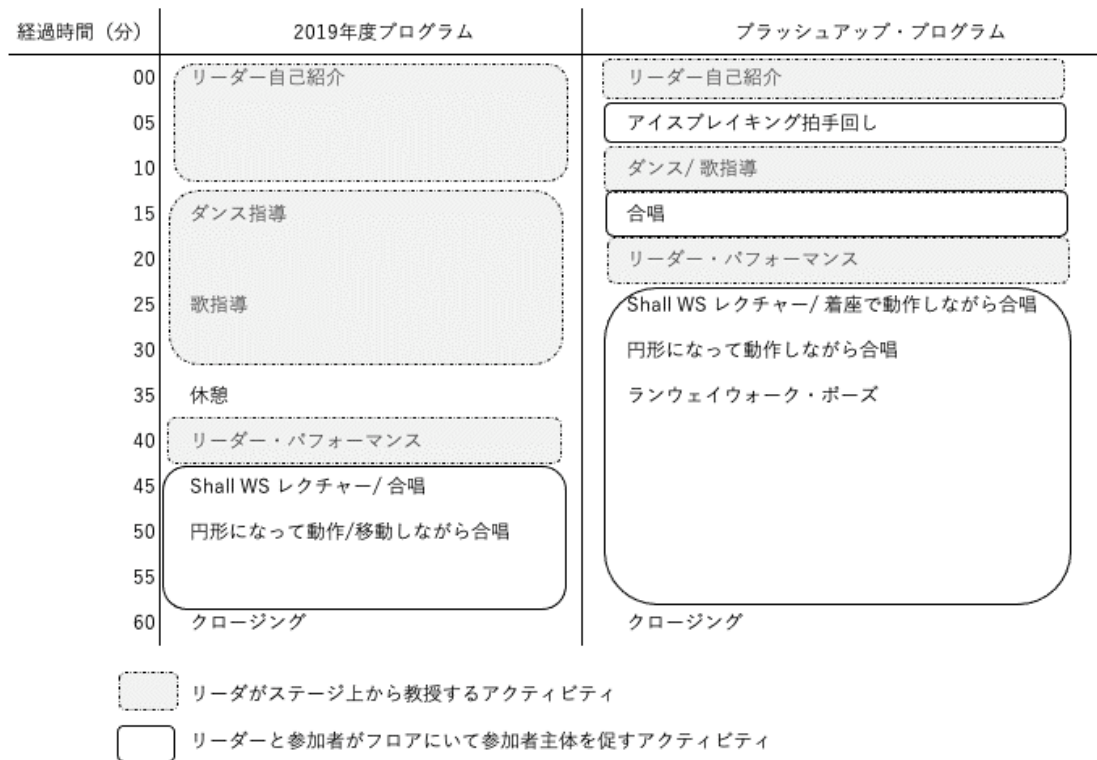 経過時間（分） 2019年度プログラム ブラッシュアップ・プログラム
00 リーダー自己紹介 リーダー自己紹介
05 アイスブレイキング拍手回し
10 ダンス/ 歌指導
15 ダンス指導 合唱
20 リーダー・パフォーマンス
25 歌指導 Shall WS レクチャー/ 着座で動作しながら合唱
30 円形になって動作しながら合唱
35 休憩 ランウェイウォーク・ポーズ
40 リーダー・パフォーマンス
45 Shall WS レクチャー/ 合唱
50 円形になって動作/移動しながら合唱
55
60 クロージング クロージング
リーダがステージ上から教授するアクティビティ
リーダーと参加者がフロアにいて参加者主体を促すアクティビティ